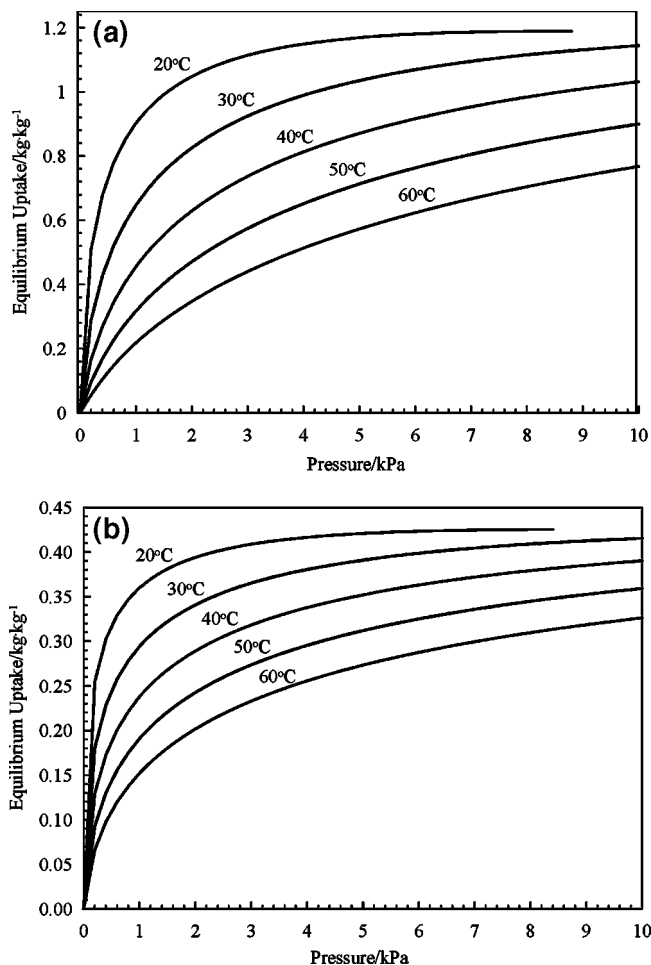 (a)
Equilibrium Uptake/kg·kg⁻¹
1.2
1
0.8
0.6
0.4
0.2
0
20°C
30°C
40°C
50°C
60°C
0 1 2 3 4 5 6 7 8 9 10
Pressure/kPa
(b)
Equilibrium Uptake/kg·kg⁻¹
0.45
0.40
0.35
0.30
0.25
0.20
0.15
0.10
0.05
0.00
20°C
30°C
40°C
50°C
60°C
0 1 2 3 4 5 6 7 8 9 10
Pressure/kPa